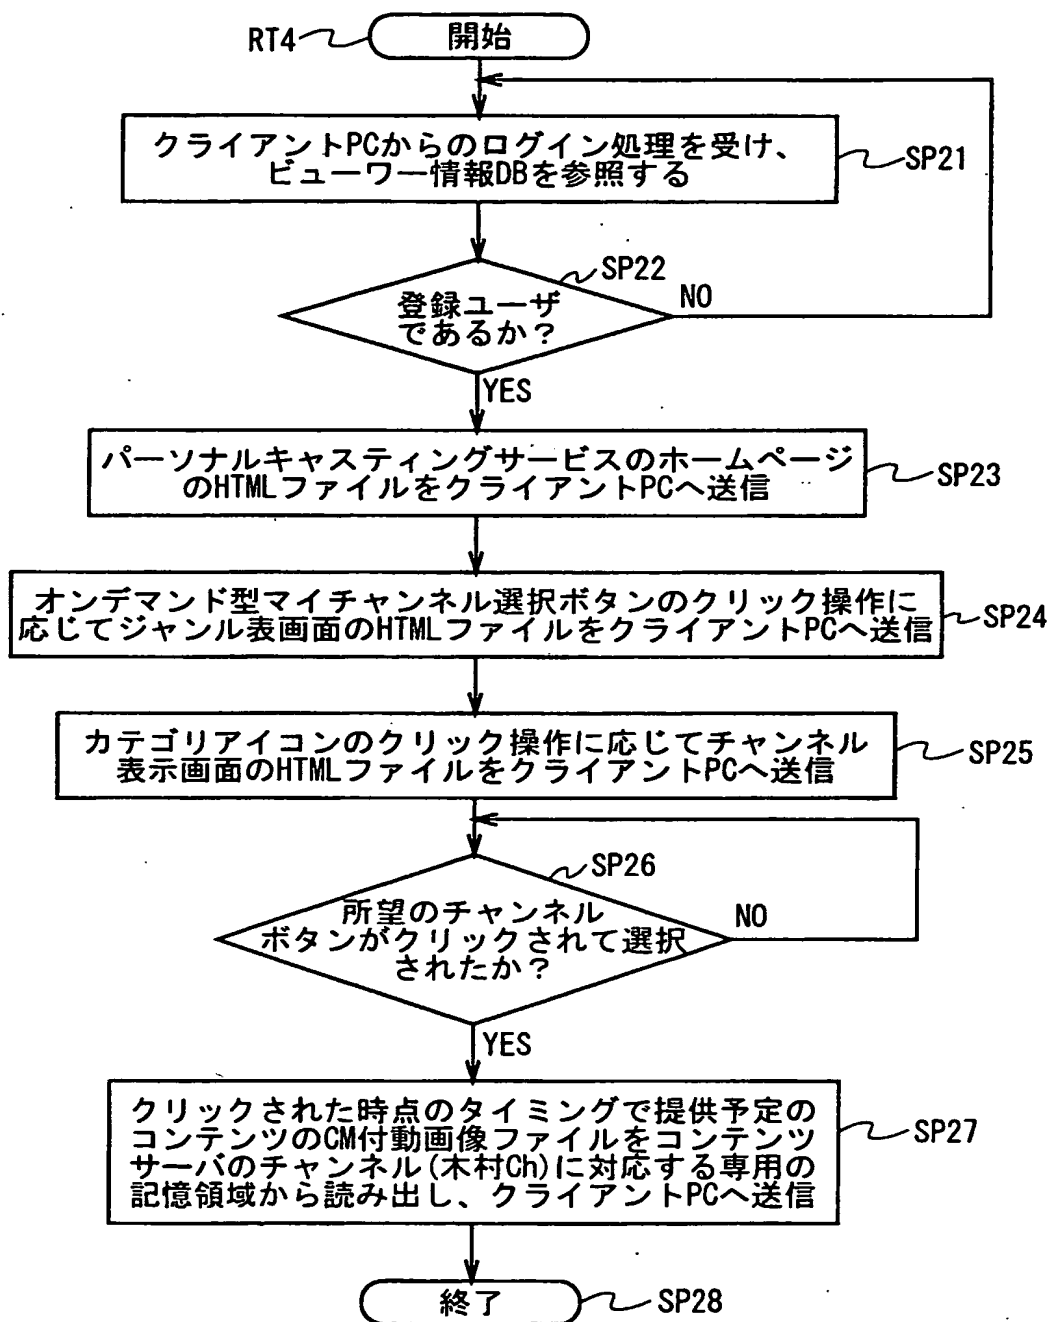 RT4
開始
クライアントPCからのログイン処理を受け、
ビューワー情報DBを参照する
SP21
SP22
登録ユーザ
であるか？
NO
YES
パーソナルキャスティングサービスのホームページ
のHTMLファイルをクライアントPCへ送信
SP23
オンデマンド型マイチャンネル選択ボタンのクリック操作に
応じてジャンル表画面のHTMLファイルをクライアントPCへ送信
SP24
カテゴリアイコンのクリック操作に応じてチャンネル
表示画面のHTMLファイルをクライアントPCへ送信
SP25
SP26
所望のチャンネル
ボタンがクリックされて選択
されたか？
NO
YES
クリックされた時点のタイミングで提供予定の
コンテンツのCM付動画像ファイルをコンテンツ
サーバのチャンネル(木村Ch)に対応する専用の
記憶領域から読み出し、クライアントPCへ送信
SP27
終了
SP28